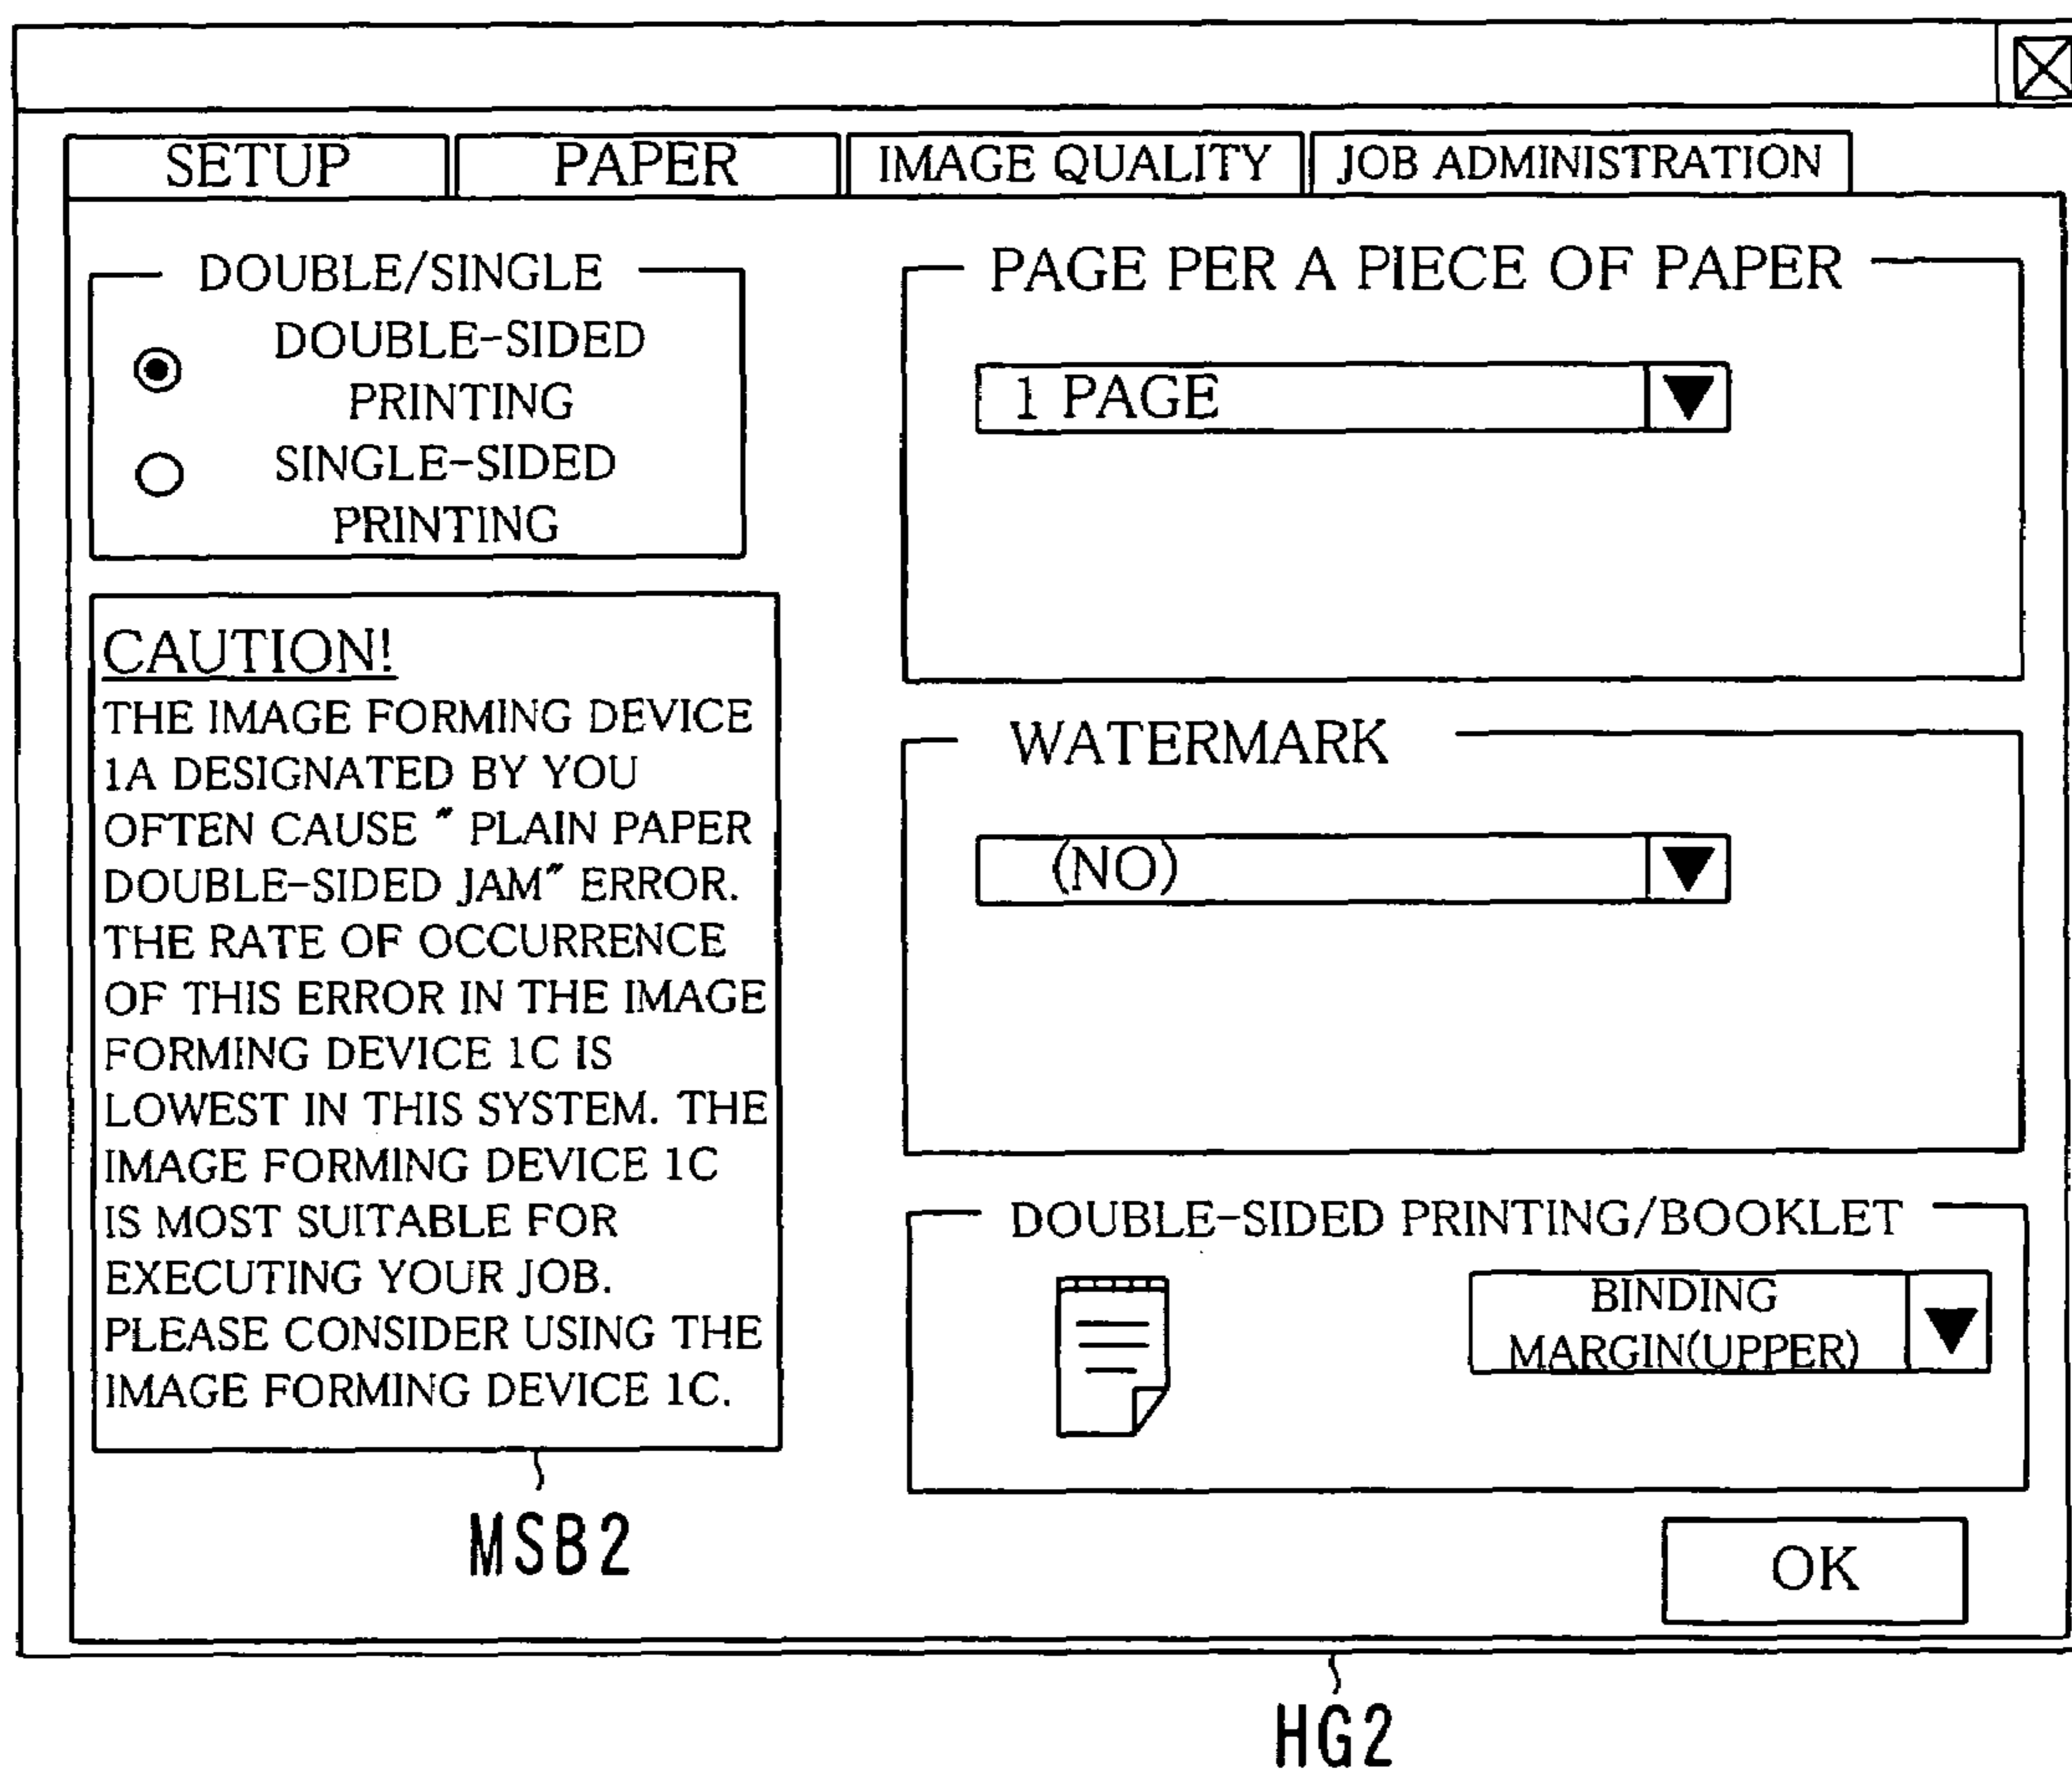 SETUP
PAPER
IMAGE QUALITY
JOB ADMINISTRATION
DOUBLE/SINGLE
DOUBLE-SIDED
PRINTING
SINGLE-SIDED
PRINTING
CAUTION!
THE IMAGE FORMING DEVICE
1A DESIGNATED BY YOU
OFTEN CAUSE " PLAIN PAPER
DOUBLE-SIDED JAM" ERROR.
THE RATE OF OCCURRENCE
OF THIS ERROR IN THE IMAGE
FORMING DEVICE 1C IS
LOWEST IN THIS SYSTEM. THE
IMAGE FORMING DEVICE 1C
IS MOST SUITABLE FOR
EXECUTING YOUR JOB.
PLEASE CONSIDER USING THE
IMAGE FORMING DEVICE 1C.
MSB2
PAGE PER A PIECE OF PAPER
1 PAGE
WATERMARK
(NO)
DOUBLE-SIDED PRINTING/BOOKLET
BINDING
MARGIN(UPPER)
OK
HG2